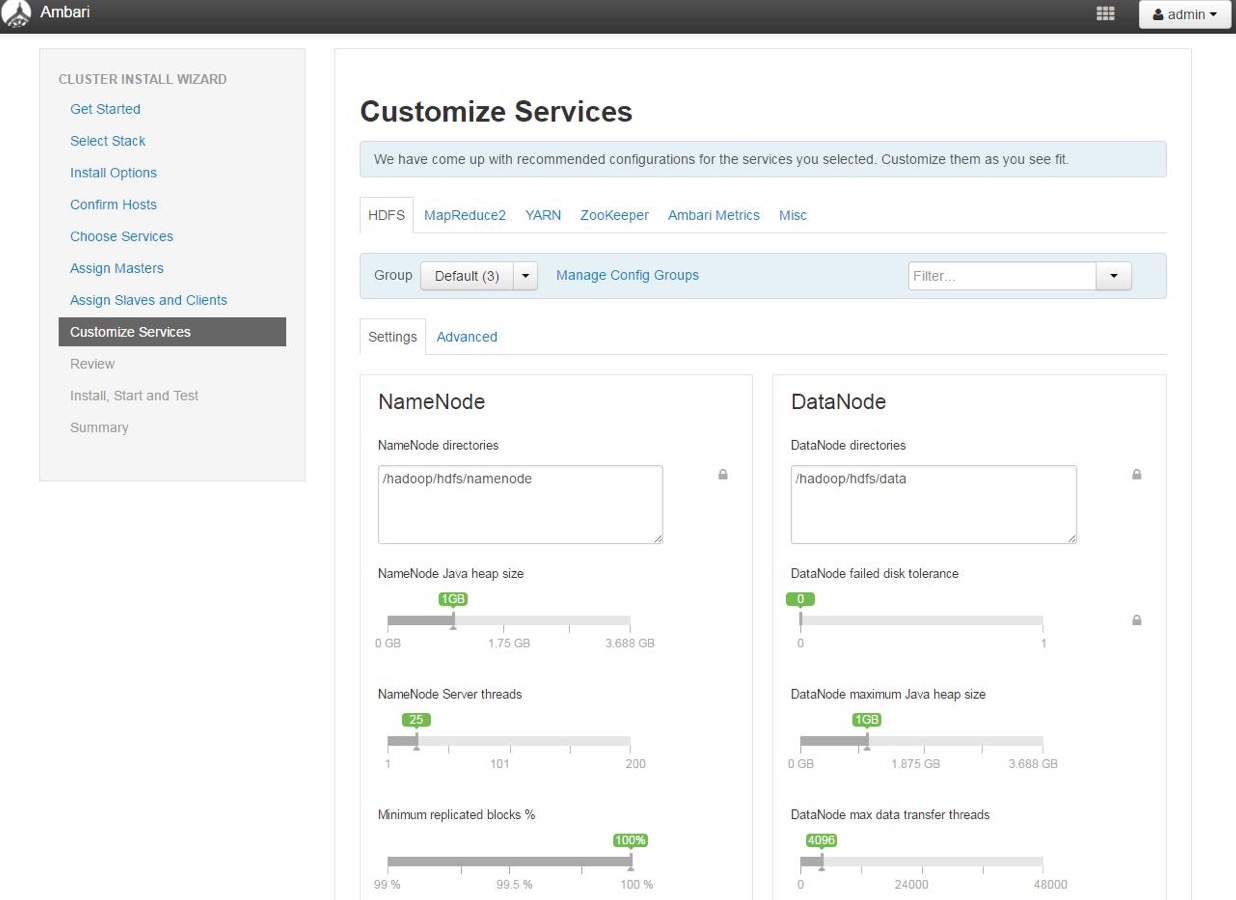 Ambari
admin
CLUSTER INSTALL WIZARD
Get Started
Select Stack
Install Options
Confirm Hosts
Choose Services
Assign Masters
Assign Slaves and Clients
Customize Services
Review
Install, Start and Test
Summary
Customize Services
We have come up with recommended configurations for the services you selected. Customize them as you see fit.
HDFS MapReduce2 YARN ZooKeeper Ambari Metrics Misc
Group Default (3) Manage Config Groups Filter...
Settings Advanced
NameNode
NameNode directories
/hadoop/hdfs/namenode
NameNode Java heap size
1GB
0 GB 1.75 GB 3.688 GB
NameNode Server threads
25
1 101 200
Minimum replicated blocks %
100%
99 % 99.5 % 100 %
DataNode
DataNode directories
/hadoop/hdfs/data
DataNode failed disk tolerance
0
0 1
DataNode maximum Java heap size
1GB
0 GB 1.875 GB 3.688 GB
DataNode max data transfer threads
4096
0 24000 48000